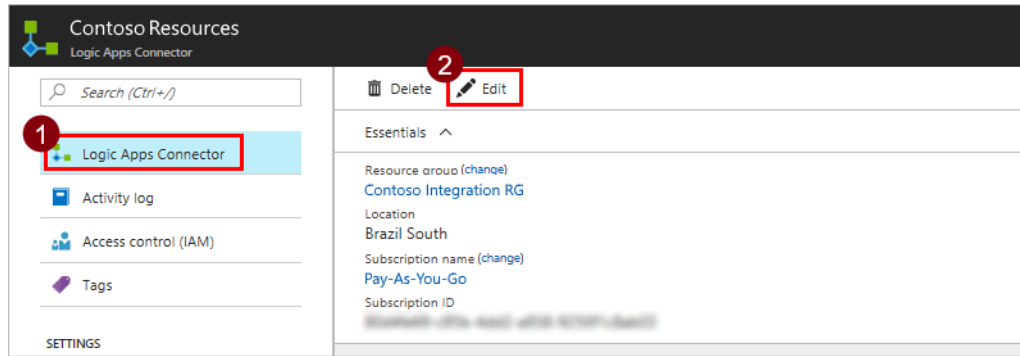 Contoso Resources
Logic Apps Connector
Search (Ctrl+/)
1
Logic Apps Connector
Activity log
Access control (IAM)
Tags
SETTINGS
2
Delete
Edit
Essentials
Resource group (change)
Contoso Integration RG
Location
Brazil South
Subscription name (change)
Pay-As-You-Go
Subscription ID